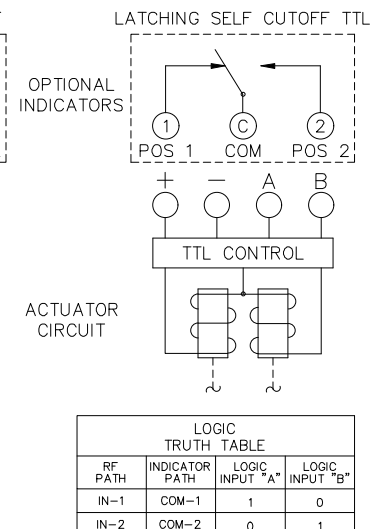 LATCHING SELF CUTOFF TTL
OPTIONAL
INDICATORS
1 C 2
POS 1 COM POS 2
+ − A B
TTL CONTROL
ACTUATOR
CIRCUIT
LOGIC
TRUTH TABLE
RF PATH INDICATOR PATH LOGIC INPUT "A" LOGIC INPUT "B"
IN−1 COM−1 1 0
IN−2 COM−2 0 1